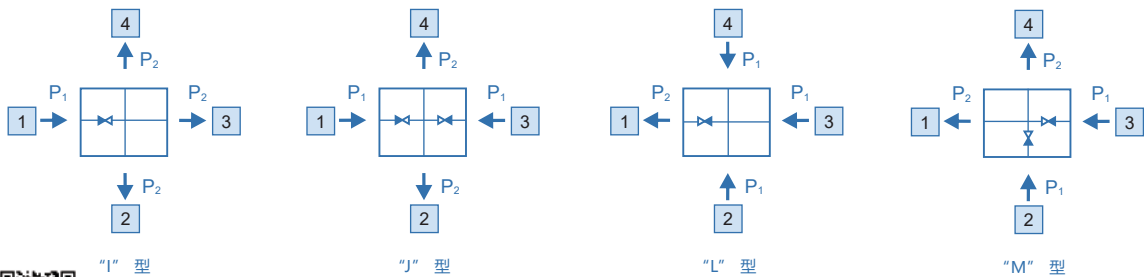 4 4 4 4
P₂ P₂ P₁ P₂
P₁ P₂ P₁ P₁ P₂ P₁ P₂ P₁
1 3 1 3 1 3 1 3
P₂ P₂ P₁ P₁
2 2 2 2
“I” 型 “J” 型 “L” 型 “M” 型